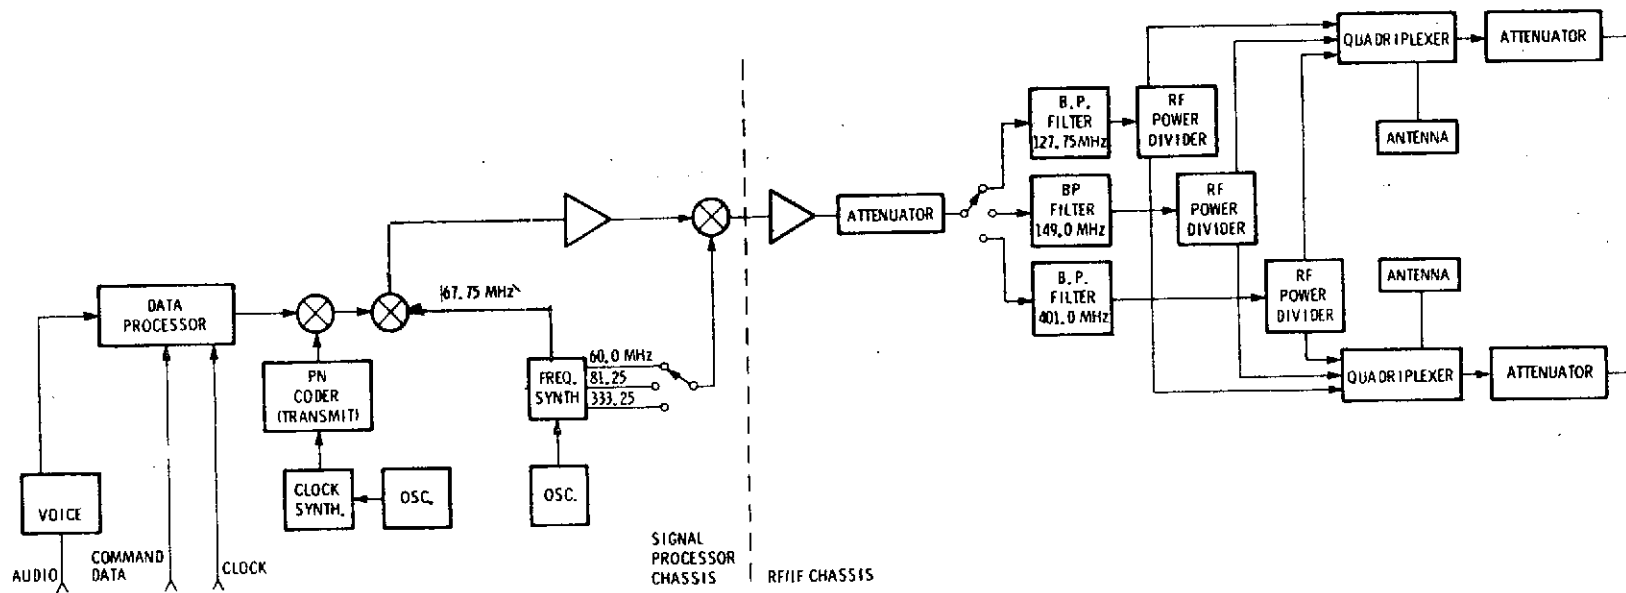 QUADRIPLEXER
ATTENUATOR
B.P.
FILTER
127.75MHz
RF
POWER
DIVIDER
ANTENNA
BP
FILTER
149.0 MHz
RF
POWER
DIVIDER
ATTENUATOR
B.P.
FILTER
401.0 MHz
RF
POWER
DIVIDER
ANTENNA
QUADRIPLEXER
ATTENUATOR
DATA
PROCESSOR
67.75 MHz
PN
CODER
(TRANSMIT)
FREQ.
SYNTH
60.0 MHz
81.25
333.25
VOICE
CLOCK
SYNTH.
OSC.
OSC.
AUDIO
COMMAND
DATA
CLOCK
SIGNAL
PROCESSOR
CHASSIS
RF/IF CHASSIS